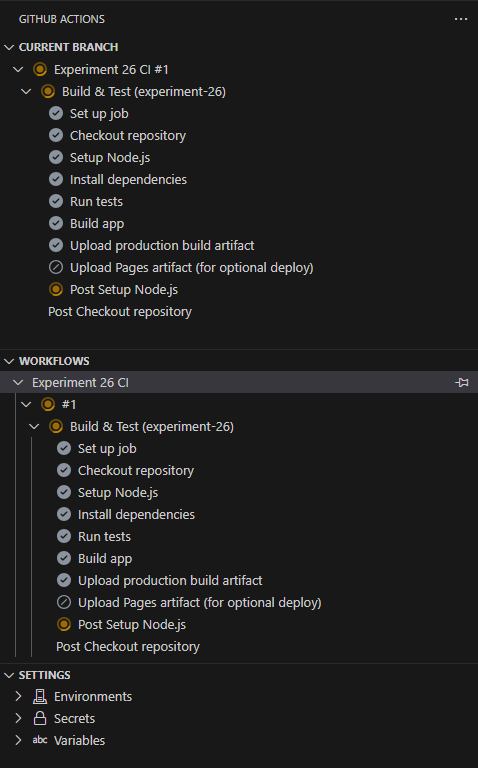 GITHUB ACTIONS
CURRENT BRANCH
Experiment 26 CI #1
Build & Test (experiment-26)
Set up job
Checkout repository
Setup Node.js
Install dependencies
Run tests
Build app
Upload production build artifact
Upload Pages artifact (for optional deploy)
Post Setup Node.js
Post Checkout repository
WORKFLOWS
Experiment 26 CI
#1
Build & Test (experiment-26)
Set up job
Checkout repository
Setup Node.js
Install dependencies
Run tests
Build app
Upload production build artifact
Upload Pages artifact (for optional deploy)
Post Setup Node.js
Post Checkout repository
SETTINGS
Environments
Secrets
abc Variables